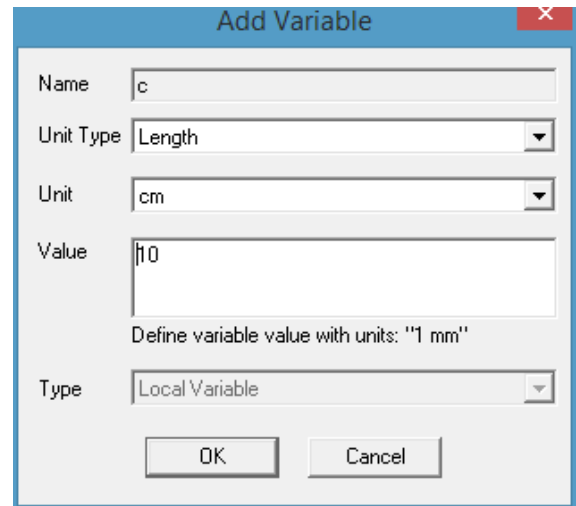 Add Variable
Name c
Unit Type Length
Unit cm
Value 10
Define variable value with units: "1 mm"
Type Local Variable
OK Cancel